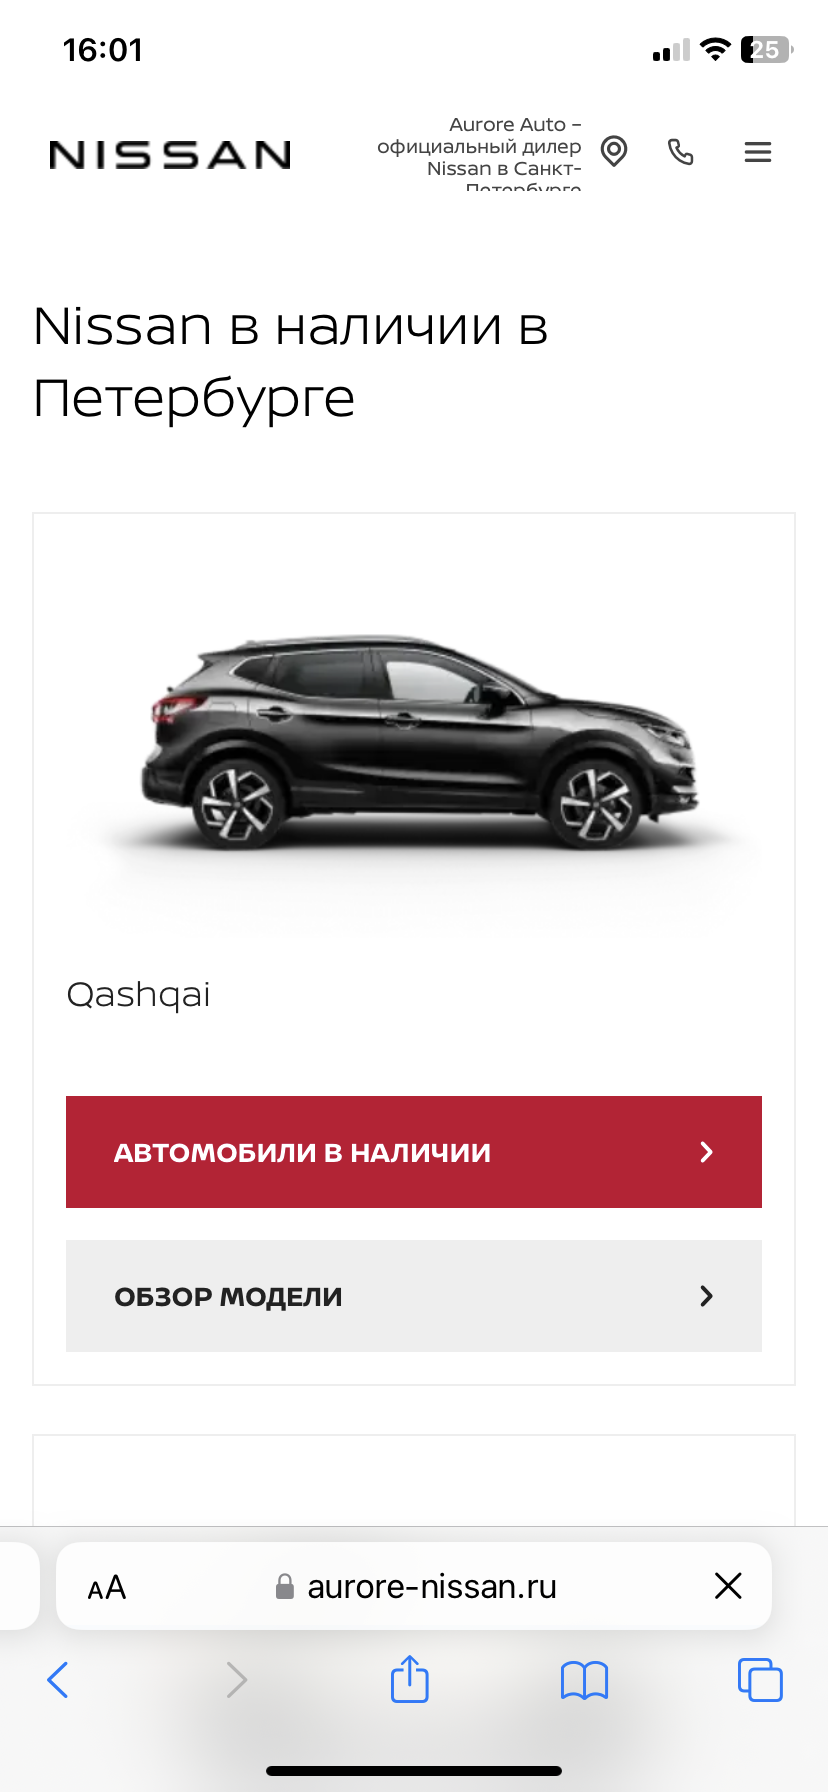 16:01
25
NISSAN
Aurore Auto –
официальный дилер
Nissan в Санкт-
Петербурге
Nissan в наличии в
Петербурге
Qashqai
АВТОМОБИЛИ В НАЛИЧИИ
ОБЗОР МОДЕЛИ
AA
aurore-nissan.ru